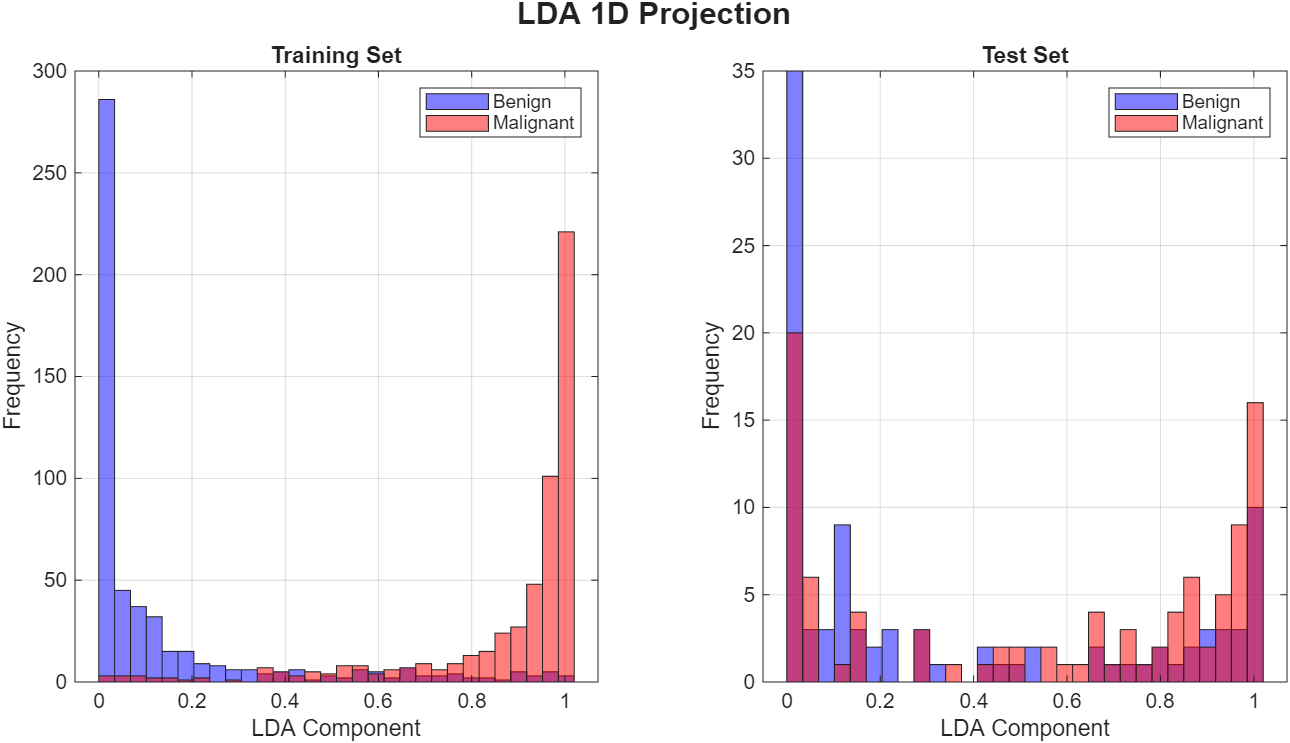 LDA 1D Projection
Training Set
300
250
200
150
100
50
0
Frequency
0 0.2 0.4 0.6 0.8 1
LDA Component
Benign
Malignant
Test Set
35
30
25
20
15
10
5
0
Frequency
0 0.2 0.4 0.6 0.8 1
LDA Component
Benign
Malignant